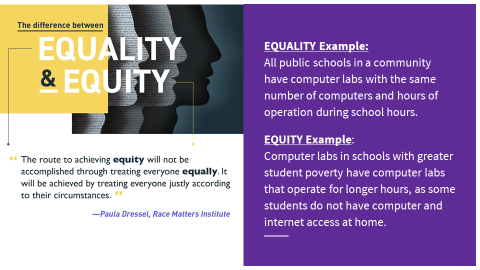 The difference between
EQUALITY
& EQUITY
“ The route to achieving equity will not be
accomplished through treating everyone equally. It
will be achieved by treating everyone justly according
to their circumstances. ”
—Paula Dressel, Race Matters Institute
EQUALITY Example:
All public schools in a community
have computer labs with the same
number of computers and hours of
operation during school hours.
EQUITY Example:
Computer labs in schools with greater
student poverty have computer labs
that operate for longer hours, as some
students do not have computer and
internet access at home.